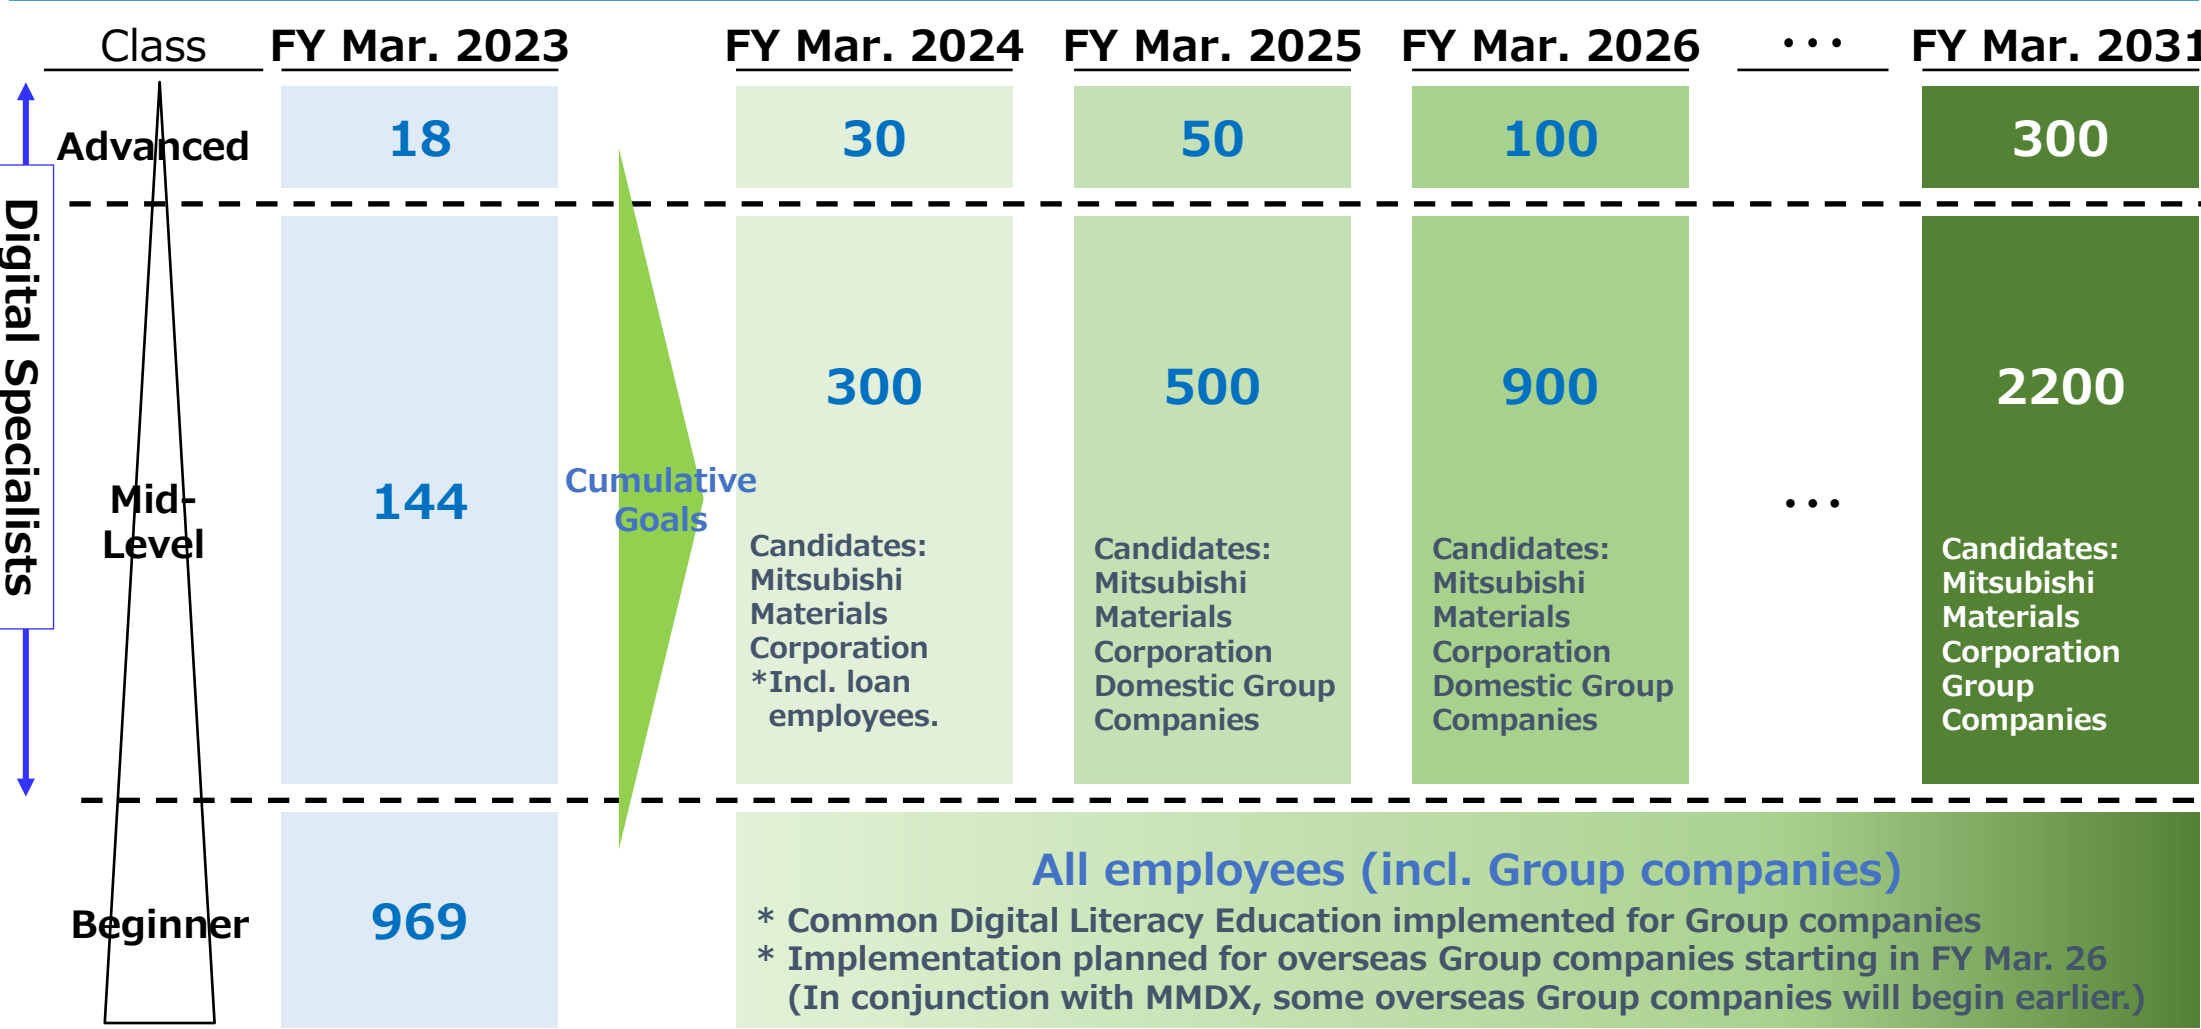 Class FY Mar. 2023 FY Mar. 2024 FY Mar. 2025 FY Mar. 2026 ・・・ FY Mar. 2031
Digital Specialists
Advanced 18 30 50 100 300
Mid-
Level
144
Cumulative
Goals
300 500 900 2200
・・・
Candidates:
Mitsubishi
Materials
Corporation
*Incl. loan
employees.
Candidates:
Mitsubishi
Materials
Corporation
Domestic Group
Companies
Candidates:
Mitsubishi
Materials
Corporation
Domestic Group
Companies
Candidates:
Mitsubishi
Materials
Corporation
Group
Companies
Beginner 969
All employees (incl. Group companies)
* Common Digital Literacy Education implemented for Group companies
* Implementation planned for overseas Group companies starting in FY Mar. 26
(In conjunction with MMDX, some overseas Group companies will begin earlier.)